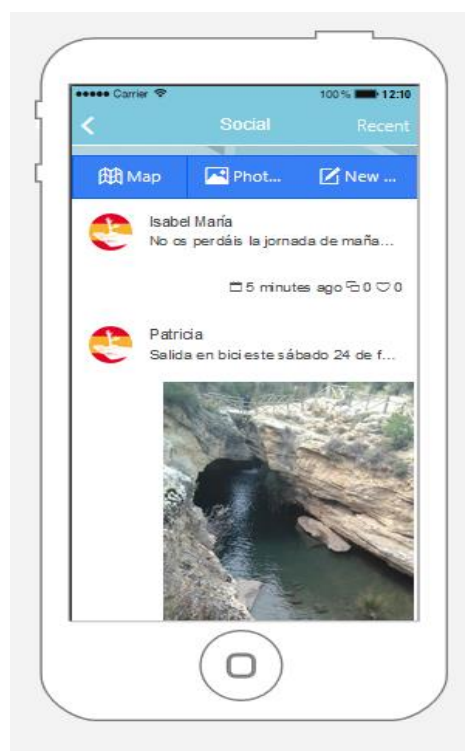 Carrier 100% 12:10
Social Recent
Map Phot... New ...
Isabel María
No os perdáis la jornada de maña...
5 minutes ago 0 0
Patricia
Salida en bici este sábado 24 de f...